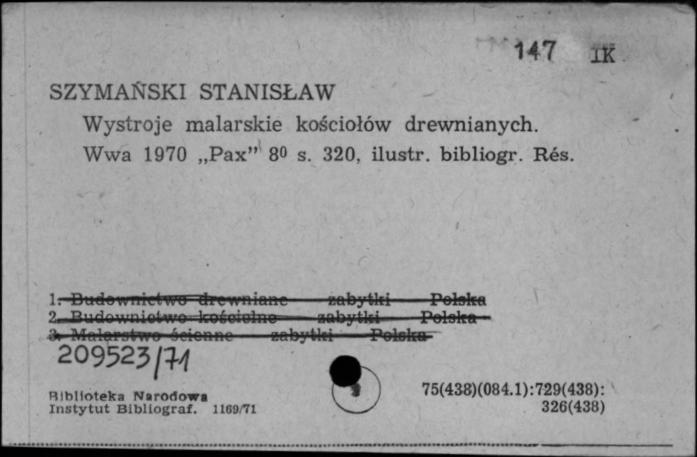 147 IK
SZYMAŃSKI STANISŁAW
Wystroje malarskie kościołów drewnianych.
Wwa 1970 „Pax” 8⁰ s. 320, ilustr. bibliogr. Rés.
1. Budownictwo drewniane zabytki Polska
2. Budownictwo kościelne zabytki Polska
3. Malarstwo ścienne zabytki Polska
209523/71
Biblioteka Narodowa
Instytut Bibliograf. 1169/71
75(438)(084.1):729(438):
326(438)